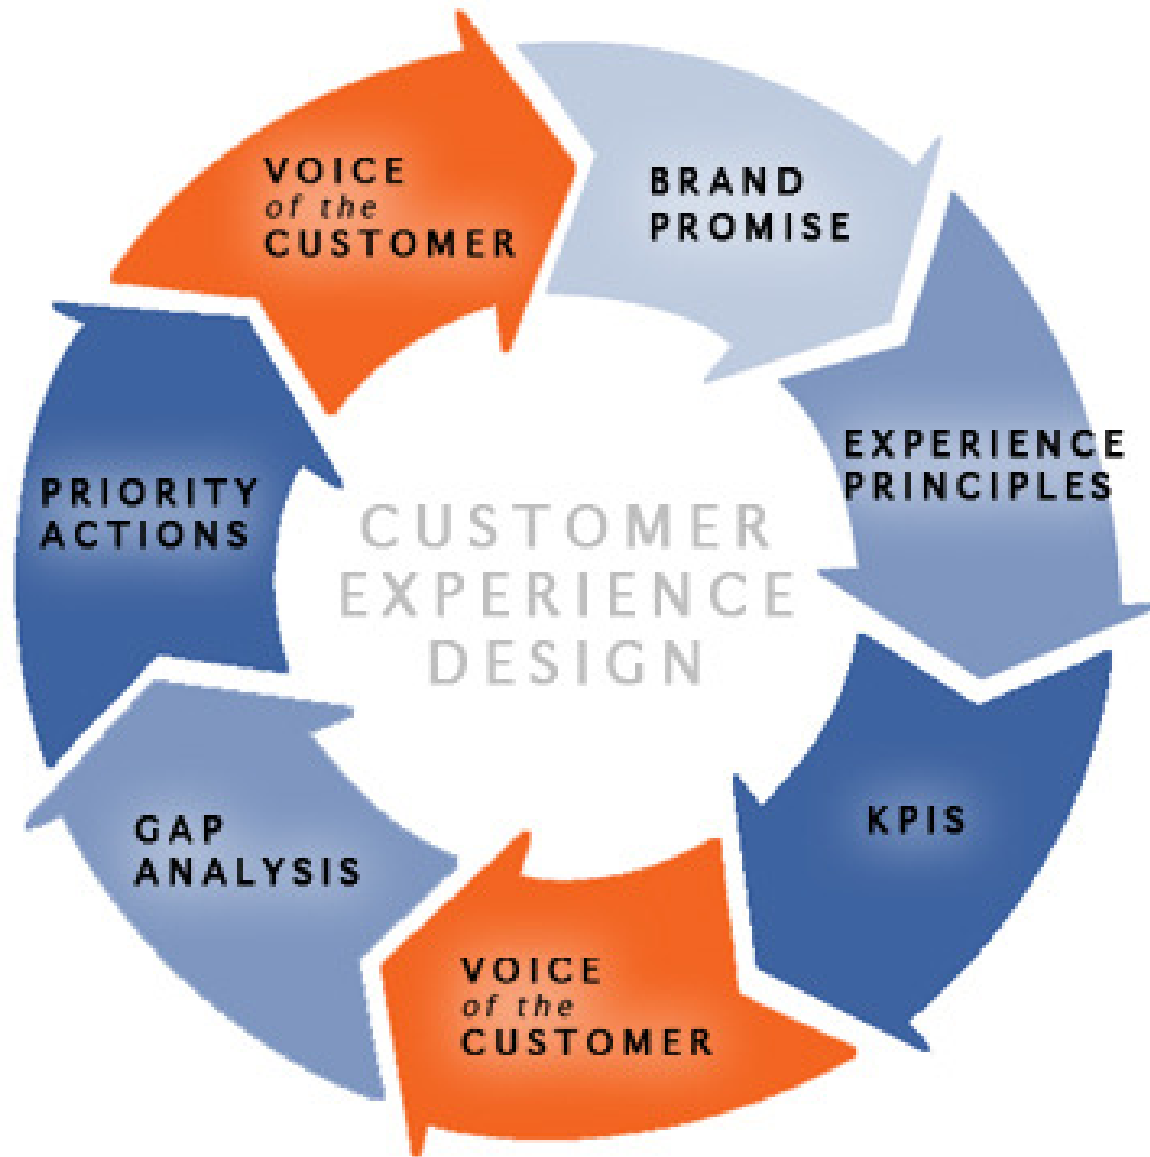 VOICE
of the
CUSTOMER
BRAND
PROMISE
EXPERIENCE
PRINCIPLES
KPIS
VOICE
of the
CUSTOMER
GAP
ANALYSIS
PRIORITY
ACTIONS
CUSTOMER
EXPERIENCE
DESIGN